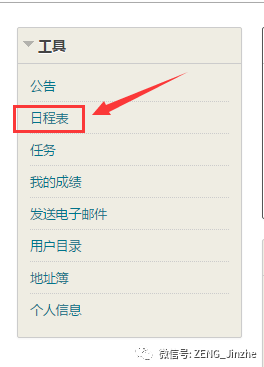 工具
公告
日程表
任务
我的成绩
发送电子邮件
用户目录
地址簿
个人信息
微信号: ZENG_Jinzhe